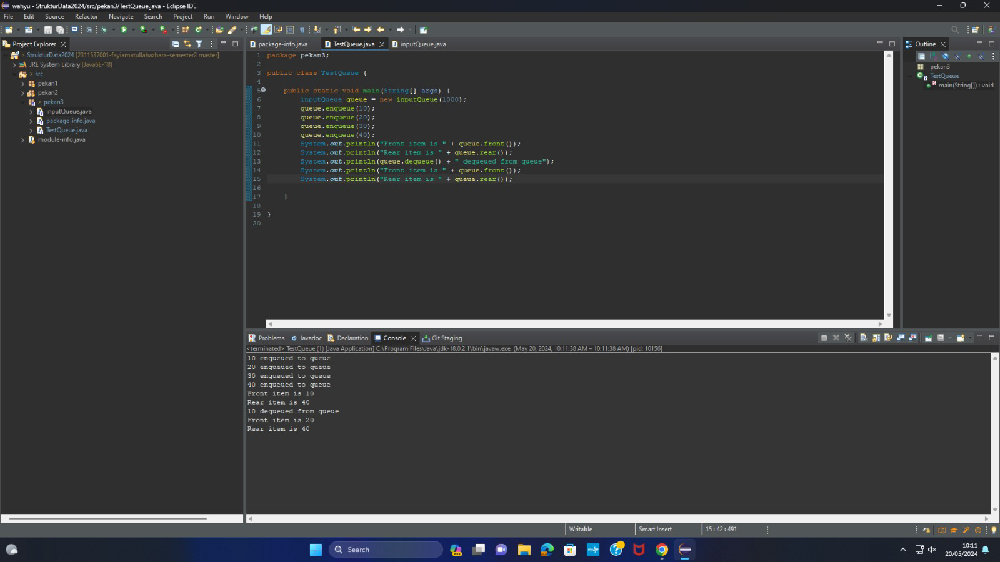 wahyu - StrukturData2024/src/pekan3/TestQueue.java - Eclipse IDE
File Edit Source Refactor Navigate Search Project Run Window Help
Project Explorer
> StrukturData2024 [2311537001-fayiamatullahazhara-semester2 master]
JRE System Library [JavaSE-18]
> src
pekan1
pekan2
> pekan3
inputQueue.java
package-info.java
TestQueue.java
module-info.java
package-info.java TestQueue.java inputQueue.java
1 package pekan3;
2
3 public class TestQueue {
4
5 public static void main(String[] args) {
6 inputQueue queue = new inputQueue(1000);
7 queue.enqueue(10);
8 queue.enqueue(20);
9 queue.enqueue(30);
10 queue.enqueue(40);
11 System.out.println("Front item is " + queue.front());
12 System.out.println("Rear item is " + queue.rear());
13 System.out.println(queue.dequeue() + " dequeued from queue");
14 System.out.println("Front item is " + queue.front());
15 System.out.println("Rear item is " + queue.rear());
16
17 }
18
19 }
20
Outline
pekan3
TestQueue
main(String[]) : void
Problems Javadoc Declaration Console Git Staging
<terminated> TestQueue (1) [Java Application] C:\Program Files\Java\jdk-18.0.2.1\bin\javaw.exe (May 20, 2024, 10:11:38 AM – 10:11:38 AM) [pid: 10156]
10 enqueued to queue
20 enqueued to queue
30 enqueued to queue
40 enqueued to queue
Front item is 10
Rear item is 40
10 dequeued from queue
Front item is 20
Rear item is 40
Writable Smart Insert 15 : 42 : 491
Search
PRE
10:11
20/05/2024